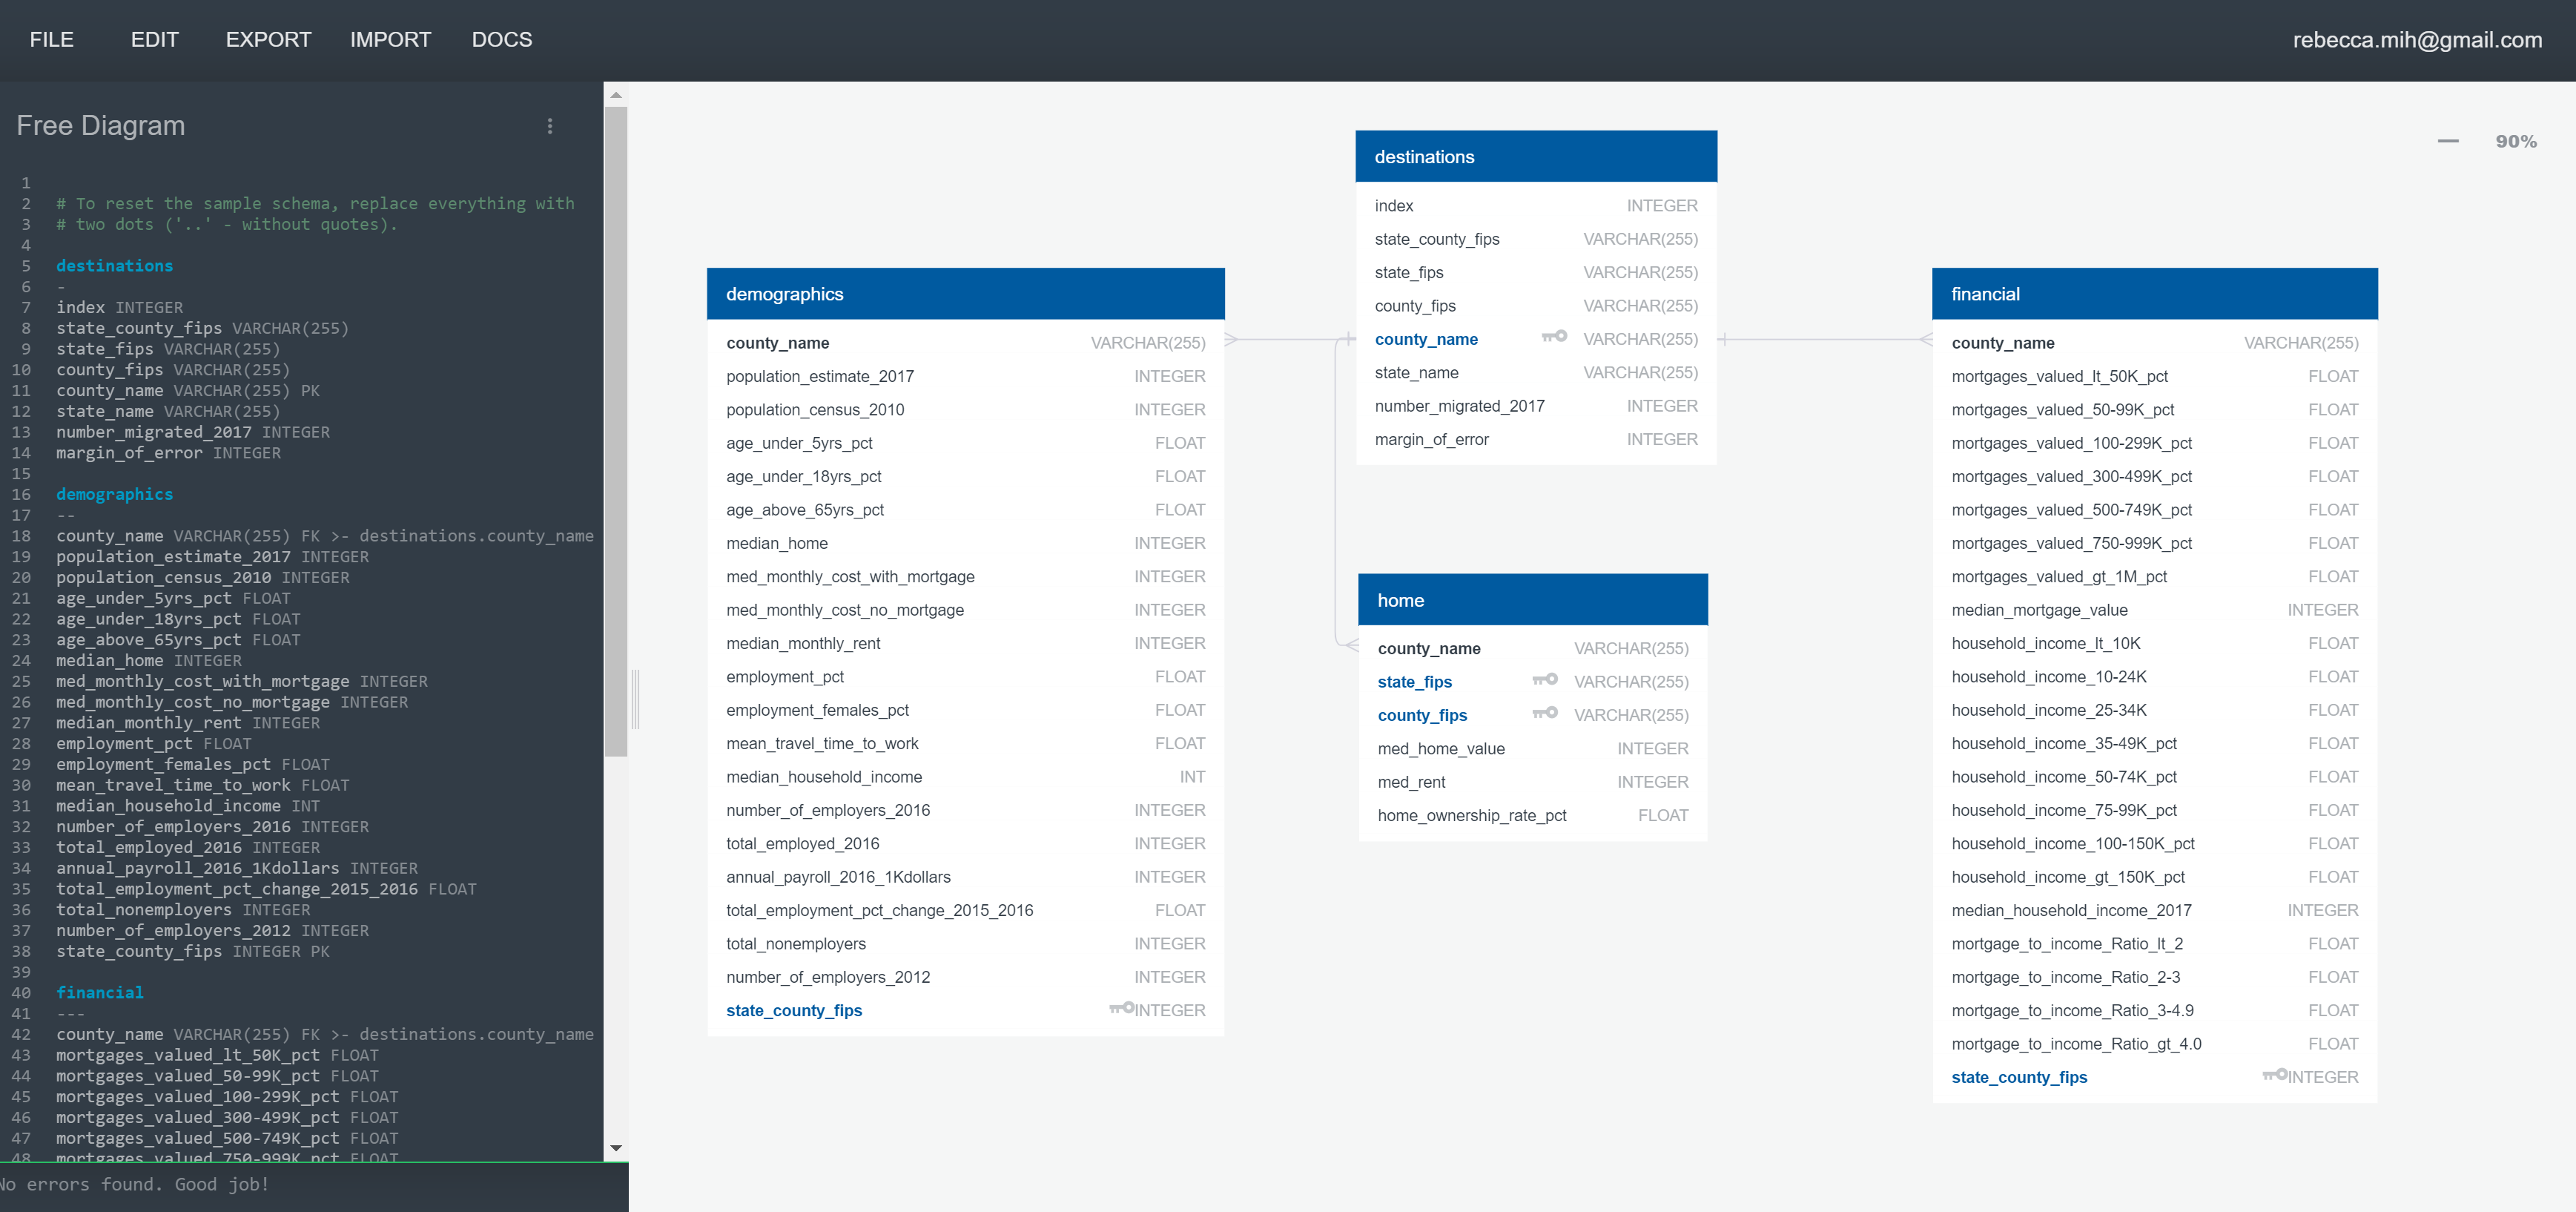 FILE EDIT EXPORT IMPORT DOCS rebecca.mih@gmail.com
Free Diagram
1
2 # To reset the sample schema, replace everything with
3 # two dots ('..' - without quotes).
4
5 destinations
6 -
7 index INTEGER
8 state_county_fips VARCHAR(255)
9 state_fips VARCHAR(255)
10 county_fips VARCHAR(255)
11 county_name VARCHAR(255) PK
12 state_name VARCHAR(255)
13 number_migrated_2017 INTEGER
14 margin_of_error INTEGER
15
16 demographics
17 --
18 county_name VARCHAR(255) FK >- destinations.county_name
19 population_estimate_2017 INTEGER
20 population_census_2010 INTEGER
21 age_under_5yrs_pct FLOAT
22 age_under_18yrs_pct FLOAT
23 age_above_65yrs_pct FLOAT
24 median_home INTEGER
25 med_monthly_cost_with_mortgage INTEGER
26 med_monthly_cost_no_mortgage INTEGER
27 median_monthly_rent INTEGER
28 employment_pct FLOAT
29 employment_females_pct FLOAT
30 mean_travel_time_to_work FLOAT
31 median_household_income INT
32 number_of_employers_2016 INTEGER
33 total_employed_2016 INTEGER
34 annual_payroll_2016_1Kdollars INTEGER
35 total_employment_pct_change_2015_2016 FLOAT
36 total_nonemployers INTEGER
37 number_of_employers_2012 INTEGER
38 state_county_fips INTEGER PK
39
40 financial
41 ---
42 county_name VARCHAR(255) FK >- destinations.county_name
43 mortgages_valued_lt_50K_pct FLOAT
44 mortgages_valued_50-99K_pct FLOAT
45 mortgages_valued_100-299K_pct FLOAT
46 mortgages_valued_300-499K_pct FLOAT
47 mortgages_valued_500-749K_pct FLOAT
48 mortgages_valued_750-999K_pct FLOAT
No errors found. Good job!
demographics
county_name VARCHAR(255)
population_estimate_2017 INTEGER
population_census_2010 INTEGER
age_under_5yrs_pct FLOAT
age_under_18yrs_pct FLOAT
age_above_65yrs_pct FLOAT
median_home INTEGER
med_monthly_cost_with_mortgage INTEGER
med_monthly_cost_no_mortgage INTEGER
median_monthly_rent INTEGER
employment_pct FLOAT
employment_females_pct FLOAT
mean_travel_time_to_work FLOAT
median_household_income INT
number_of_employers_2016 INTEGER
total_employed_2016 INTEGER
annual_payroll_2016_1Kdollars INTEGER
total_employment_pct_change_2015_2016 FLOAT
total_nonemployers INTEGER
number_of_employers_2012 INTEGER
state_county_fips INTEGER
destinations
index INTEGER
state_county_fips VARCHAR(255)
state_fips VARCHAR(255)
county_fips VARCHAR(255)
county_name VARCHAR(255)
state_name VARCHAR(255)
number_migrated_2017 INTEGER
margin_of_error INTEGER
home
county_name VARCHAR(255)
state_fips VARCHAR(255)
county_fips VARCHAR(255)
med_home_value INTEGER
med_rent INTEGER
home_ownership_rate_pct FLOAT
90%
financial
county_name VARCHAR(255)
mortgages_valued_lt_50K_pct FLOAT
mortgages_valued_50-99K_pct FLOAT
mortgages_valued_100-299K_pct FLOAT
mortgages_valued_300-499K_pct FLOAT
mortgages_valued_500-749K_pct FLOAT
mortgages_valued_750-999K_pct FLOAT
mortgages_valued_gt_1M_pct FLOAT
median_mortgage_value INTEGER
household_income_lt_10K FLOAT
household_income_10-24K FLOAT
household_income_25-34K FLOAT
household_income_35-49K_pct FLOAT
household_income_50-74K_pct FLOAT
household_income_75-99K_pct FLOAT
household_income_100-150K_pct FLOAT
household_income_gt_150K_pct FLOAT
median_household_income_2017 INTEGER
mortgage_to_income_Ratio_lt_2 FLOAT
mortgage_to_income_Ratio_2-3 FLOAT
mortgage_to_income_Ratio_3-4.9 FLOAT
mortgage_to_income_Ratio_gt_4.0 FLOAT
state_county_fips INTEGER